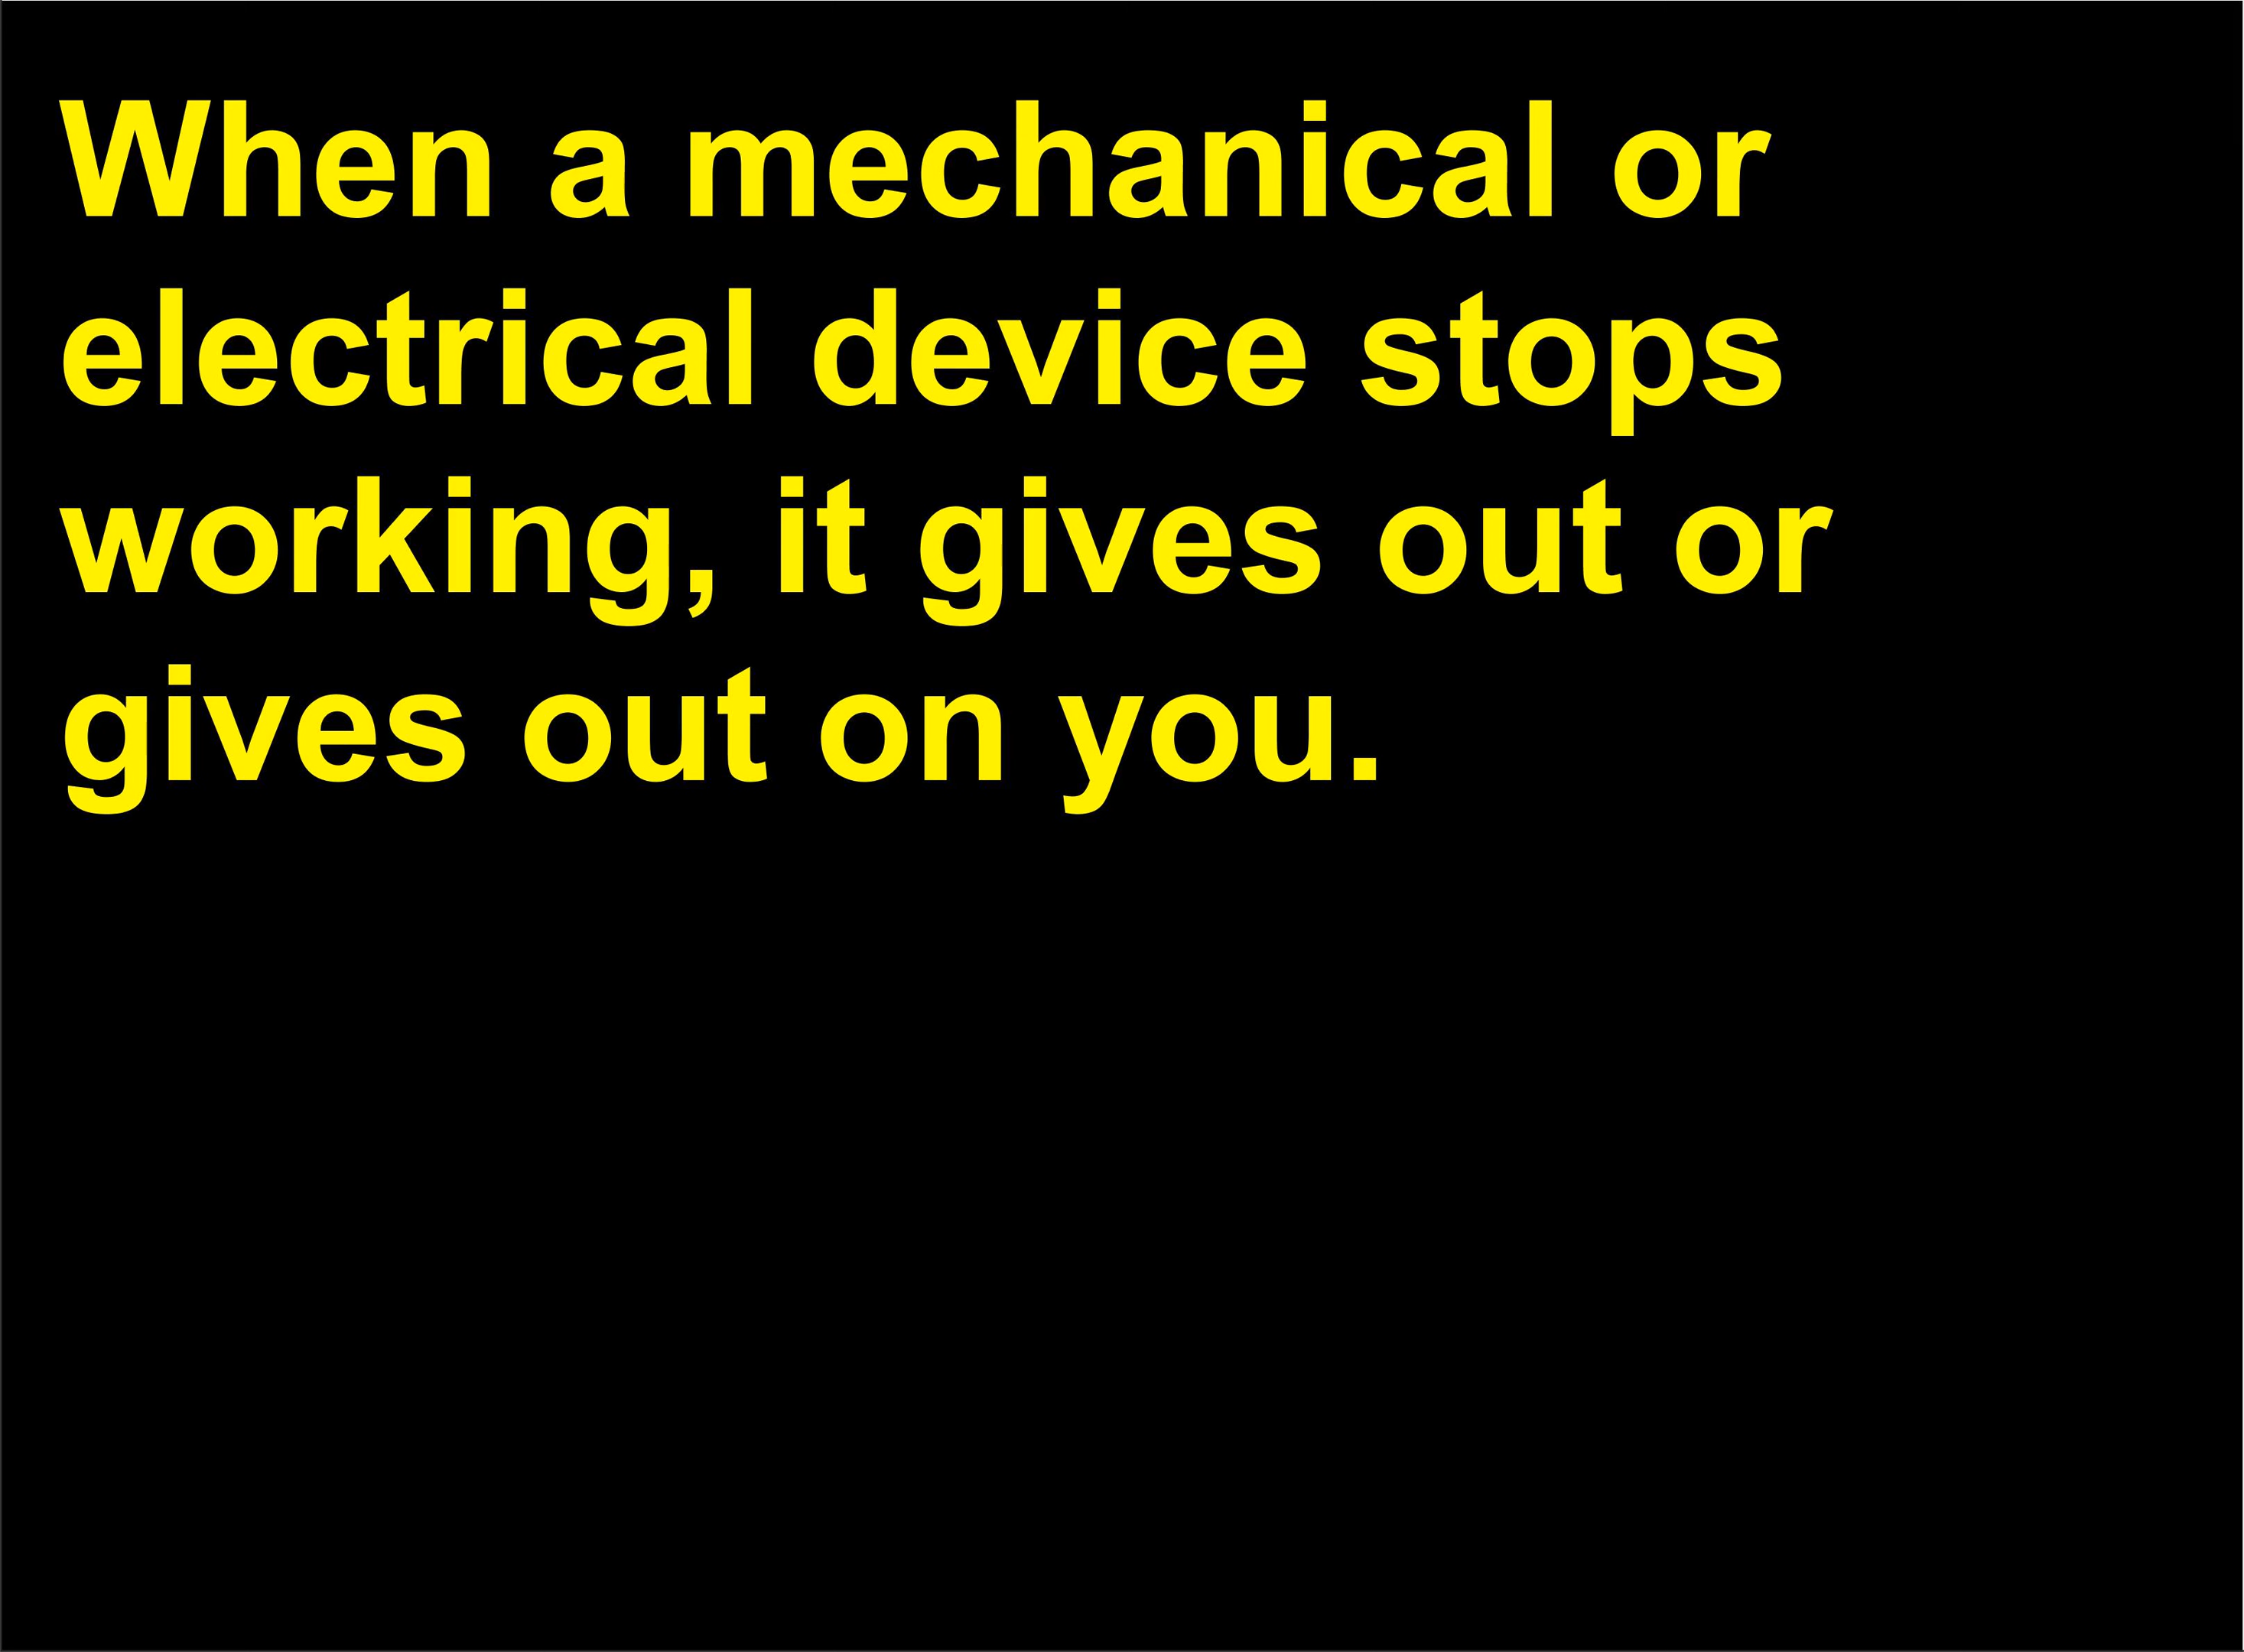 When a mechanical or
electrical device stops
working, it gives out or
gives out on you.